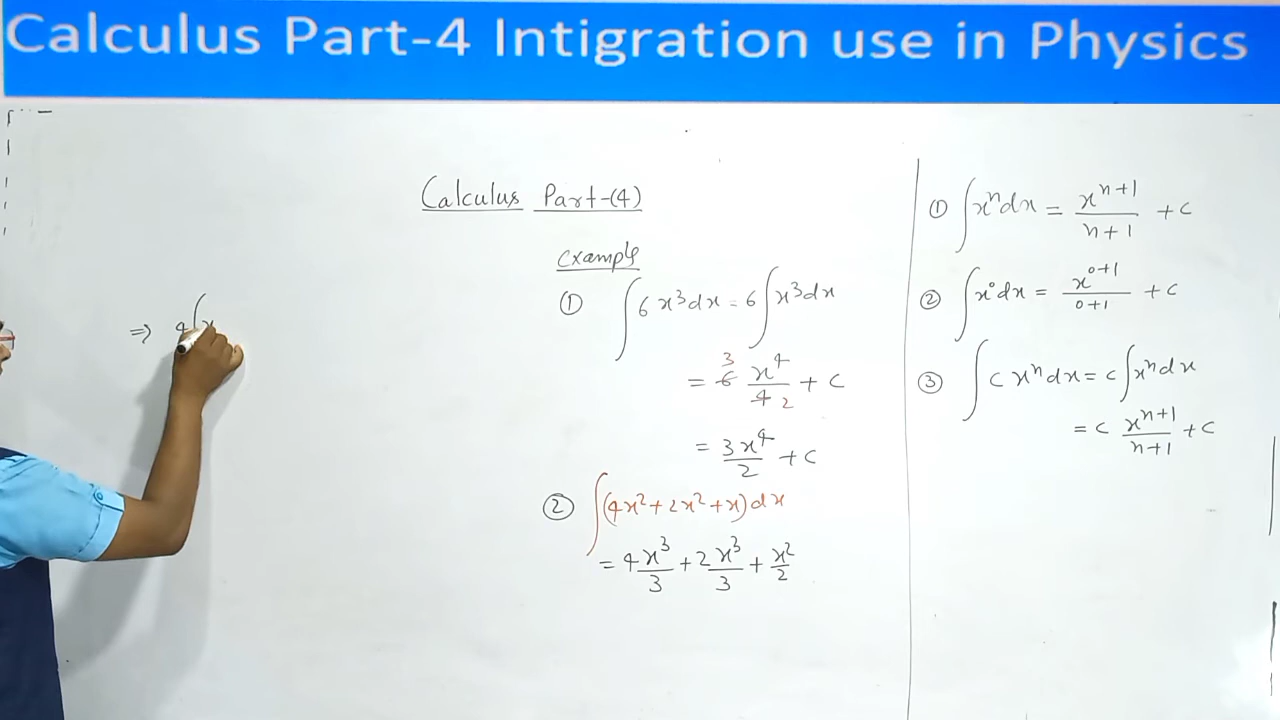 Calculus Part-4 Intigration use in Physics
Calculus Part-(4)
Example
① ∫6x³dx = 6∫x³dx
= 6 3 x⁴/4 2 + c
= 3x⁴/2 + c
② ∫(4x²+2x²+x)dx
= 4x³/3 + 2x³/3 + x²/2
⇒ 4∫x
① ∫xⁿdx = xⁿ⁺¹/n+1 + c
② ∫x⁰dx = x⁰⁺¹/0+1 + c
③ ∫c xⁿdx = c∫xⁿdx
= c xⁿ⁺¹/n+1 + c